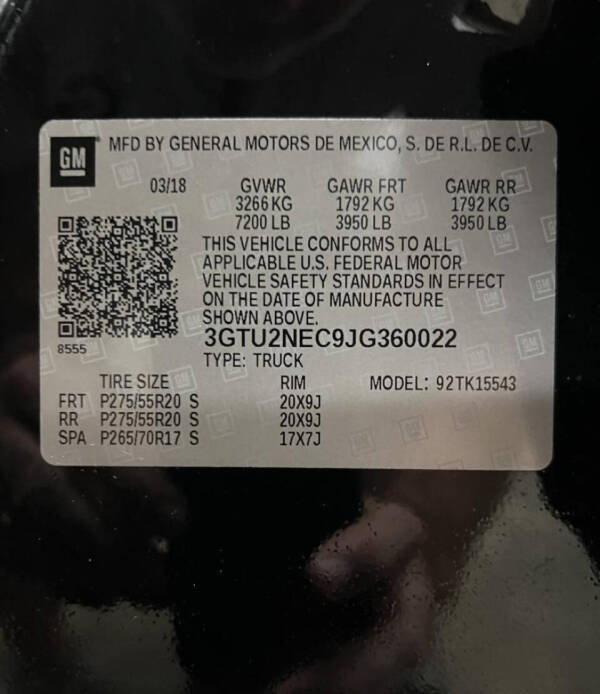 GM MFD BY GENERAL MOTORS DE MEXICO, S. DE R.L. DE C.V.
03/18 GVWR GAWR FRT GAWR RR
3266 KG 1792 KG 1792 KG
7200 LB 3950 LB 3950 LB
THIS VEHICLE CONFORMS TO ALL
APPLICABLE U.S. FEDERAL MOTOR
VEHICLE SAFETY STANDARDS IN EFFECT
ON THE DATE OF MANUFACTURE
SHOWN ABOVE.
3GTU2NEC9JG360022
8555
TYPE: TRUCK
TIRE SIZE RIM MODEL: 92TK15543
FRT P275/55R20 S 20X9J
RR P275/55R20 S 20X9J
SPA P265/70R17 S 17X7J